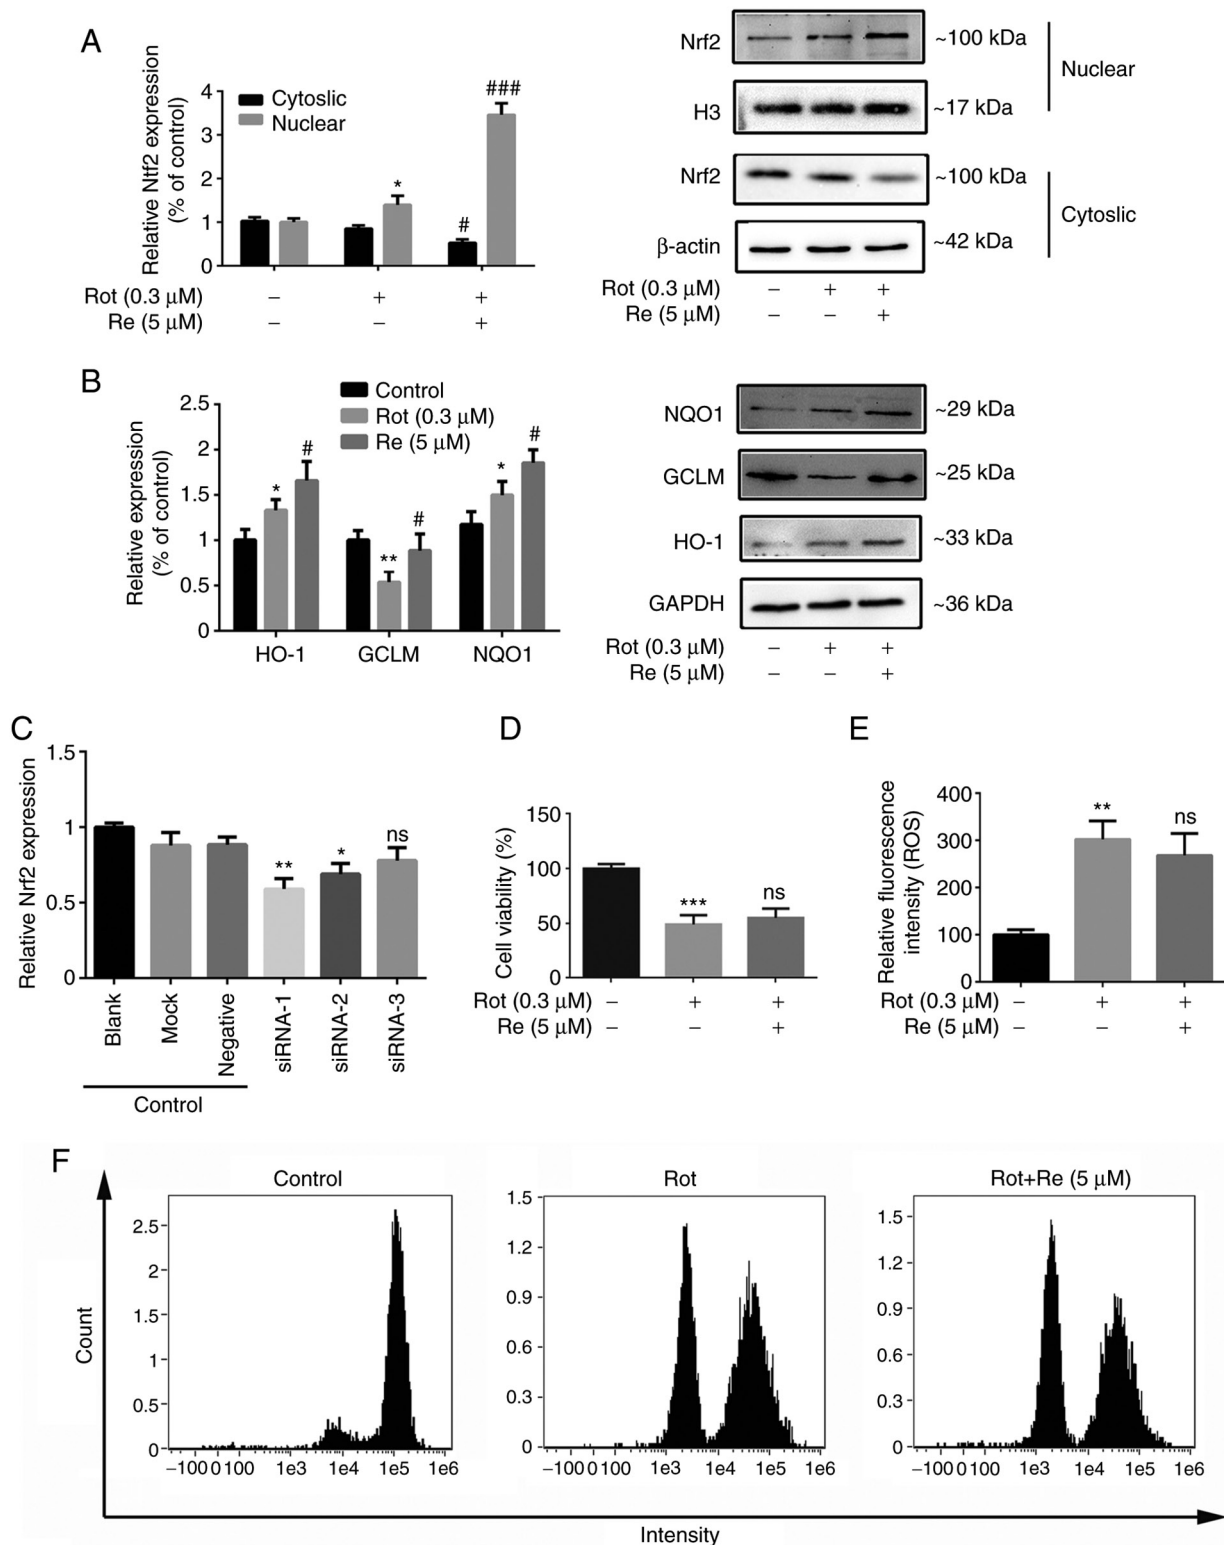 A
Relative Ntf2 expression
(% of control)
4
3
2
1
0
Cytoslic
Nuclear
*
#
###
Rot (0.3 μM) – + +
Re (5 μM) – – +
Nrf2 ~100 kDa
H3 ~17 kDa
Nuclear
Nrf2 ~100 kDa
β-actin ~42 kDa
Cytoslic
Rot (0.3 μM) – + +
Re (5 μM) – – +
B
Relative expression
(% of control)
2.5
2
1.5
1
0.5
0
Control
Rot (0.3 μM)
Re (5 μM)
* # ** # * #
HO-1 GCLM NQO1
NQO1 ~29 kDa
GCLM ~25 kDa
HO-1 ~33 kDa
GAPDH ~36 kDa
Rot (0.3 μM) – + +
Re (5 μM) – – +
C
Relative Nrf2 expression
1.5
1
0.5
0
** * ns
Blank Mock Negative siRNA-1 siRNA-2 siRNA-3
Control
D
Cell viability (%)
150
100
50
0
*** ns
Rot (0.3 μM) – + +
Re (5 μM) – – +
E
Relative fluorescence
intensity (ROS)
400
300
200
100
0
** ns
Rot (0.3 μM) – + +
Re (5 μM) – – +
F
Count
Control
2.5
2
1.5
1
0.5
0
–100 0 100 1e3 1e4 1e5 1e6
Rot
1.5
1.2
0.9
0.6
0.3
0
–100 0 100 1e3 1e4 1e5 1e6
Rot+Re (5 μM)
1.5
1.2
0.9
0.6
0.3
0
–100 0 100 1e3 1e4 1e5 1e6
Intensity